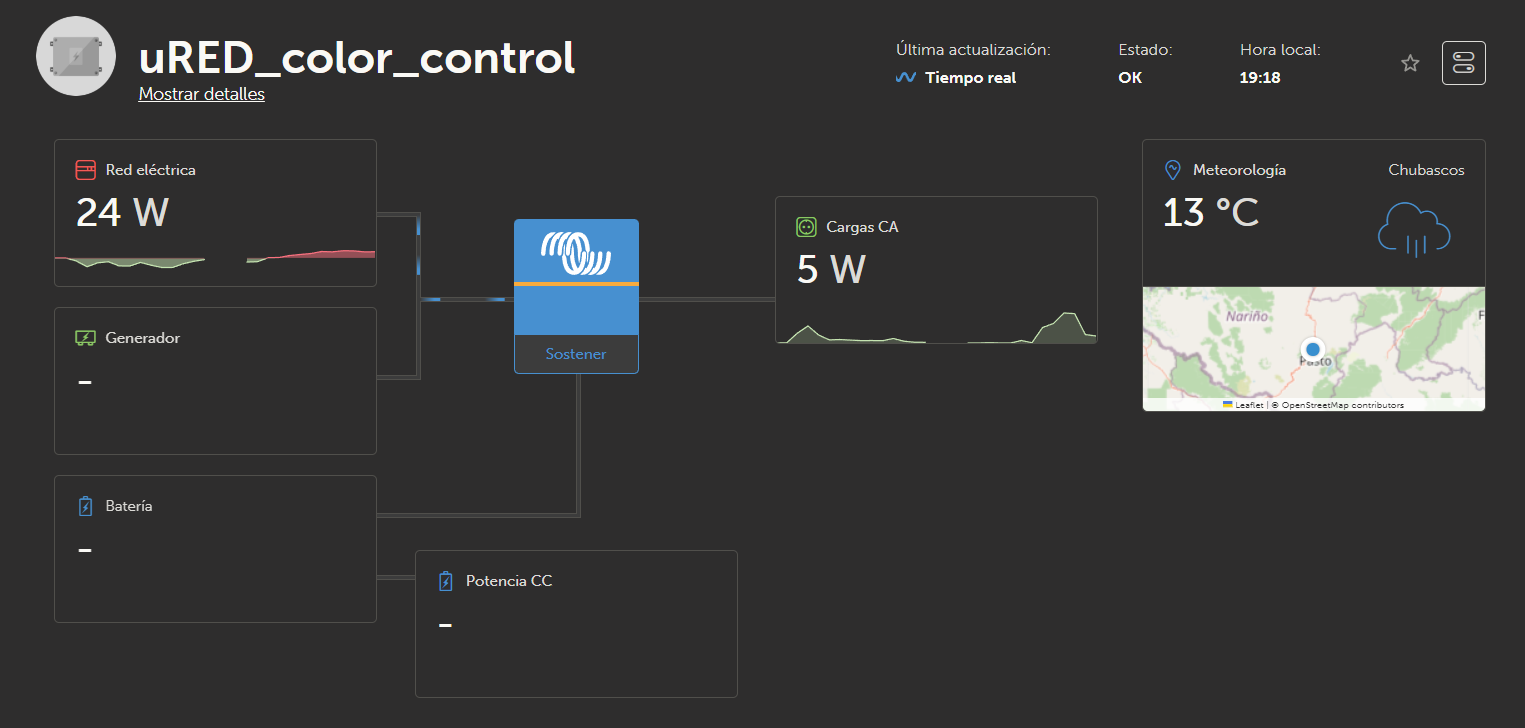 uRED_color_control
Mostrar detalles
Última actualización:
Tiempo real
Estado:
OK
Hora local:
19:18
Red eléctrica
24 W
Generador
–
Batería
–
Potencia CC
–
Sostener
Cargas CA
5 W
Meteorología
Chubascos
13 °C
Nariño
F
Pasto
Leaflet | © OpenStreetMap contributors